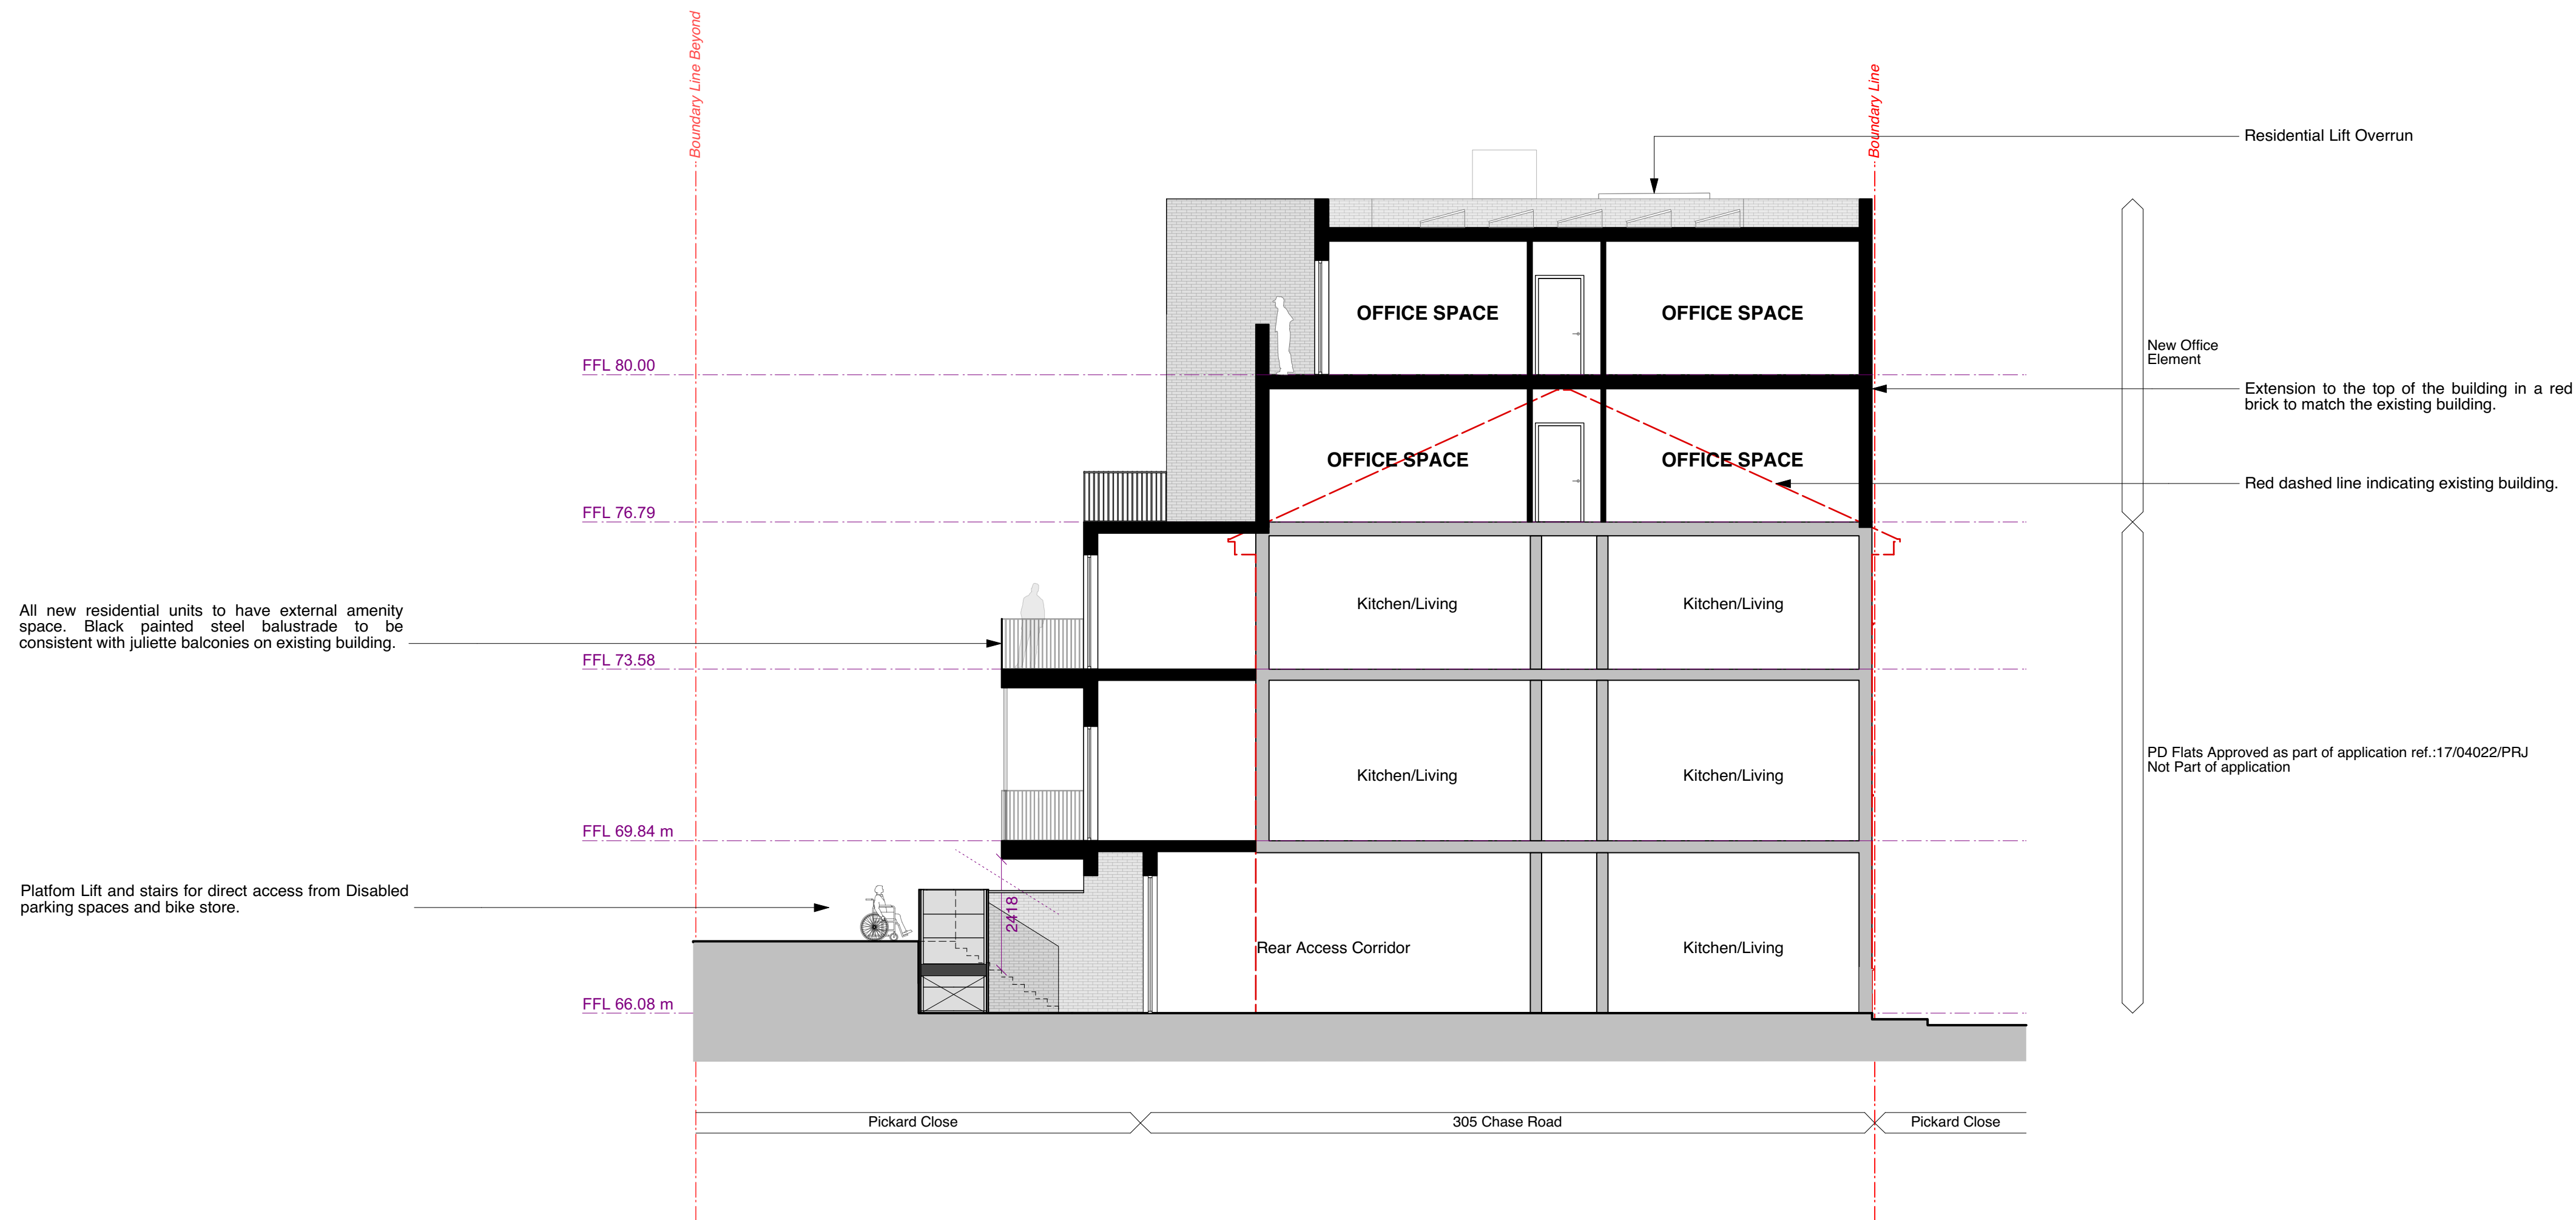 Boundary Line Beyond
Boundary Line
Residential Lift Overrun
OFFICE SPACE
OFFICE SPACE
New Office
Element
FFL 80.00
Extension to the top of the building in a red
brick to match the existing building.
OFFICE SPACE
OFFICE SPACE
Red dashed line indicating existing building.
FFL 76.79
All new residential units to have external amenity
space. Black painted steel balustrade to be
consistent with juliette balconies on existing building.
Kitchen/Living
Kitchen/Living
FFL 73.58
PD Flats Approved as part of application ref.:17/04022/PRJ
Not Part of application
Kitchen/Living
Kitchen/Living
FFL 69.84 m
Platfom Lift and stairs for direct access from Disabled
parking spaces and bike store.
2418
Rear Access Corridor
Kitchen/Living
FFL 66.08 m
Pickard Close
305 Chase Road
Pickard Close